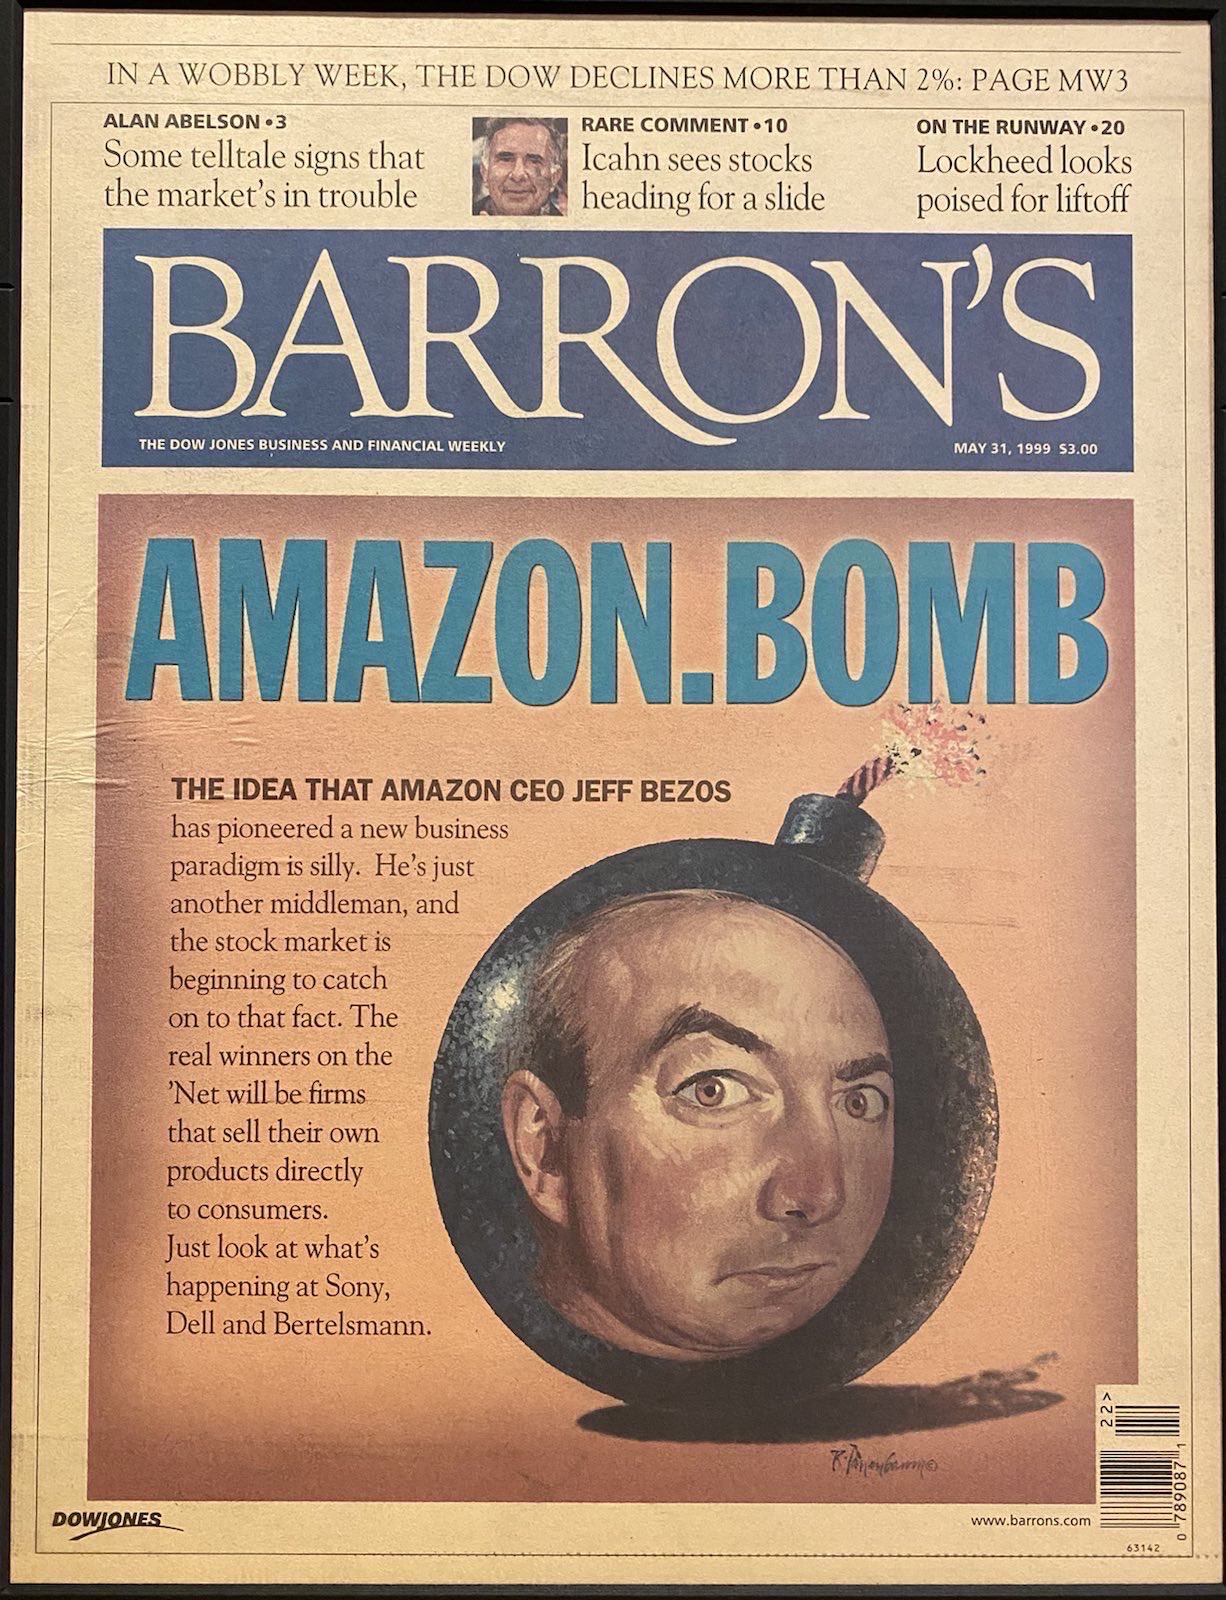 IN A WOBBLY WEEK, THE DOW DECLINES MORE THAN 2%: PAGE MW3
ALAN ABELSON • 3
Some telltale signs that
the market's in trouble
RARE COMMENT • 10
Icahn sees stocks
heading for a slide
ON THE RUNWAY • 20
Lockheed looks
poised for liftoff
BARRON'S
THE DOW JONES BUSINESS AND FINANCIAL WEEKLY
MAY 31, 1999 $3.00
AMAZON.BOMB
THE IDEA THAT AMAZON CEO JEFF BEZOS
has pioneered a new business
paradigm is silly. He's just
another middleman, and
the stock market is
beginning to catch
on to that fact. The
real winners on the
'Net will be firms
that sell their own
products directly
to consumers.
Just look at what's
happening at Sony,
Dell and Bertelsmann.
22>
0 789087 1
63142
DOWJONES
www.barrons.com